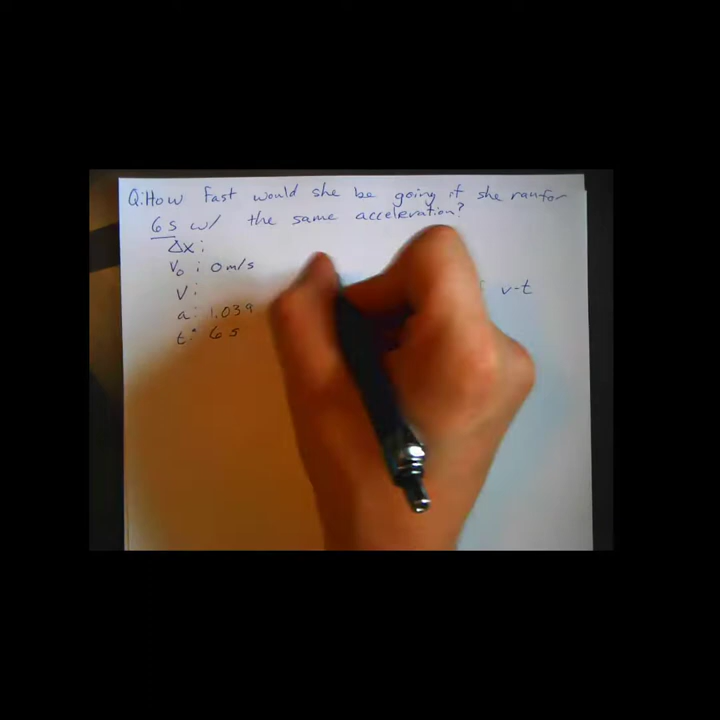 Q: How Fast would she be going if she ran for
6 s w/ the same acceleration?
Δx:
V₀: 0 m/s
V:
v-t
a: 1.039
t: 6 s